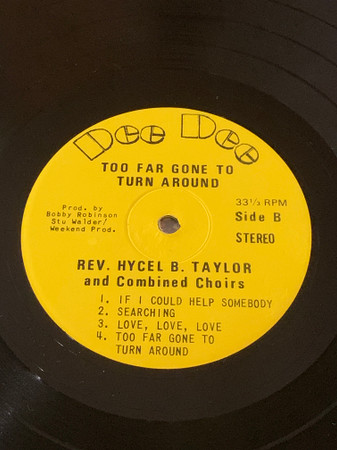 Dee Dee
TOO FAR GONE TO
TURN AROUND
Prod. by
Bobby Robinson
Stu Walder/
Weekend Prod.
33⅓ RPM
Side B
STEREO
REV. HYCEL B. TAYLOR
and Combined Choirs
1. IF I COULD HELP SOMEBODY
2. SEARCHING
3. LOVE, LOVE, LOVE
4. TOO FAR GONE TO
TURN AROUND